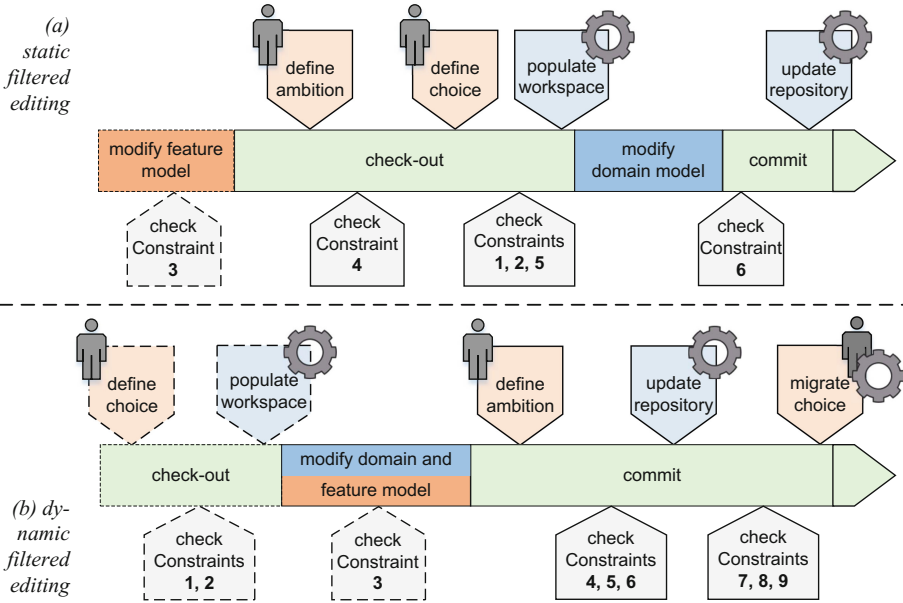 (a)
static
filtered
editing
define
ambition
define
choice
populate
workspace
update
repository
modify feature
model
check-out
modify
domain model
commit
check
Constraint
3
check
Constraint
4
check
Constraints
1, 2, 5
check
Constraint
6
define
choice
populate
workspace
define
ambition
update
repository
migrate
choice
check-out
modify domain and
feature model
commit
(b) dy-
namic
filtered
editing
check
Constraints
1, 2
check
Constraint
3
check
Constraints
4, 5, 6
check
Constraints
7, 8, 9